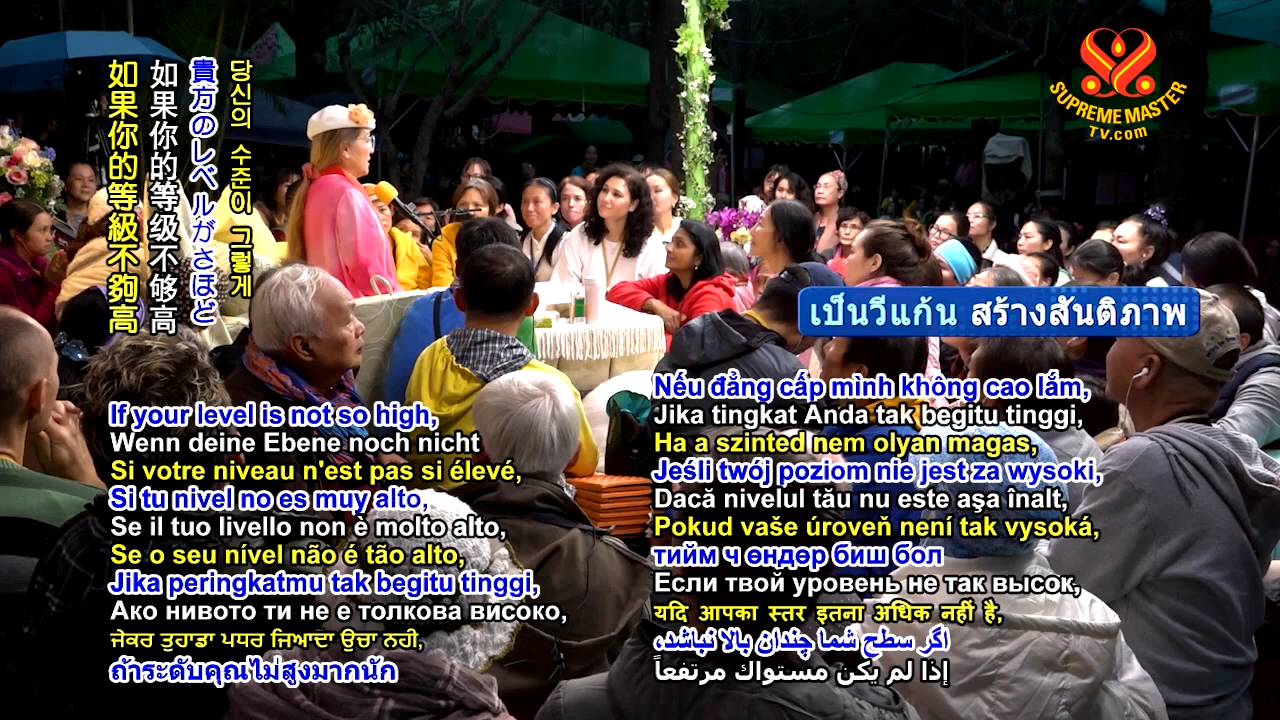 SUPREME MASTER
TV.com
당신의 수준이 그렇게
貴方のレベルがさほど
如果你的等级不够高
如果你的等級不夠高
เป็นวีแก้น สร้างสันติภาพ
If your level is not so high,
Wenn deine Ebene noch nicht
Si votre niveau n'est pas si élevé,
Si tu nivel no es muy alto,
Se il tuo livello non è molto alto,
Se o seu nível não é tão alto,
Jika peringkatmu tak begitu tinggi,
Ако нивото ти не е толкова високо,
ਜੇਕਰ ਤੁਹਾਡਾ ਪਧਰ ਜਿਆਦਾ ਉਚਾ ਨਹੀ,
ถ้าระดับคุณไม่สูงมากนัก
Nếu đẳng cấp mình không cao lắm,
Jika tingkat Anda tak begitu tinggi,
Ha a szinted nem olyan magas,
Jeśli twój poziom nie jest za wysoki,
Dacă nivelul tău nu este aşa înalt,
Pokud vaše úroveň není tak vysoká,
тийм ч өндөр биш бол
Если твой уровень не так высок,
यदि आपका स्तर इतना अधिक नहीं है,
اگر سطح شما چندان بالا نباشد،
إذا لم يكن مستواك مرتفعاً